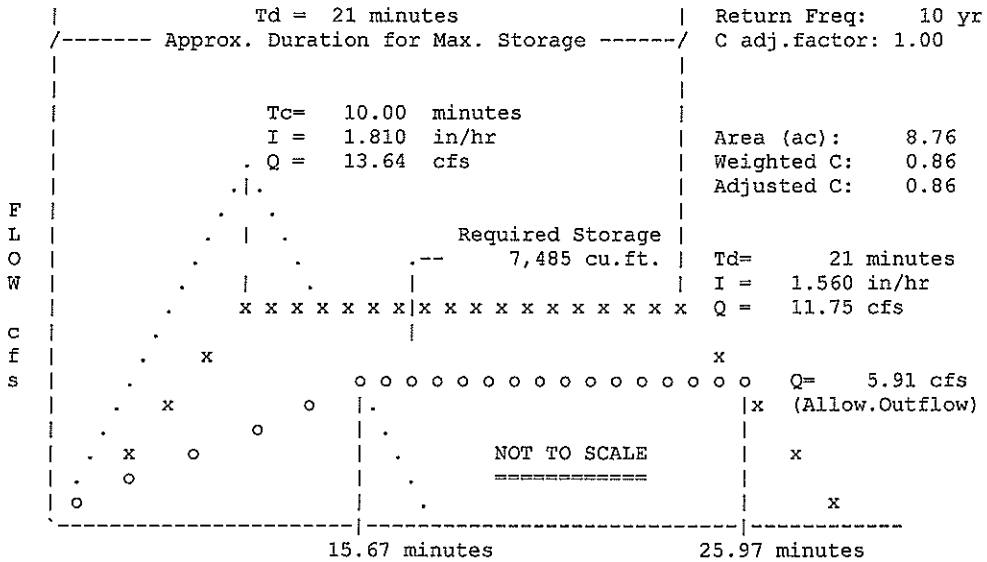 Td = 21 minutes Return Freq: 10 yr
/------- Approx. Duration for Max. Storage ------/ C adj.factor: 1.00
Tc= 10.00 minutes
I = 1.810 in/hr Area (ac): 8.76
Q = 13.64 cfs Weighted C: 0.86
Adjusted C: 0.86
F
L Required Storage
O 7,485 cu.ft. Td= 21 minutes
W I = 1.560 in/hr
x x x x x x x x x x x x x x x x x x Q = 11.75 cfs
c
f x x
s o o o o o o o o o o o o o o o o Q= 5.91 cfs
x o x (Allow.Outflow)
o
x o NOT TO SCALE x
o ============
o x
15.67 minutes 25.97 minutes